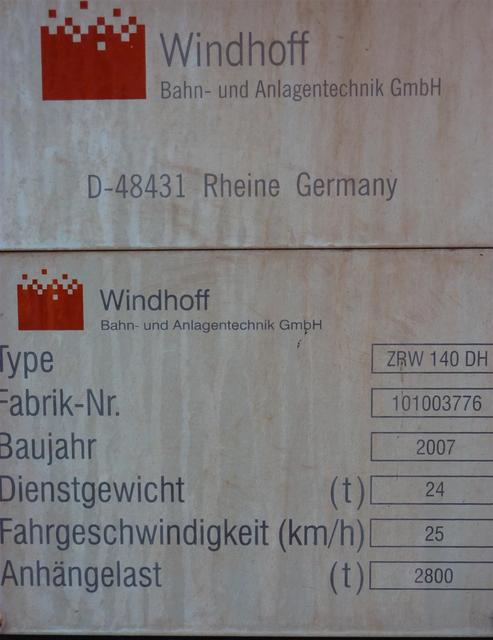 Windhoff
Bahn- und Anlagentechnik GmbH
D-48431 Rheine Germany
Windhoff
Bahn- und Anlagentechnik GmbH
Type ZRW 140 DH
Fabrik-Nr. 101003776
Baujahr 2007
Dienstgewicht (t) 24
Fahrgeschwindigkeit (km/h) 25
Anhängelast (t) 2800